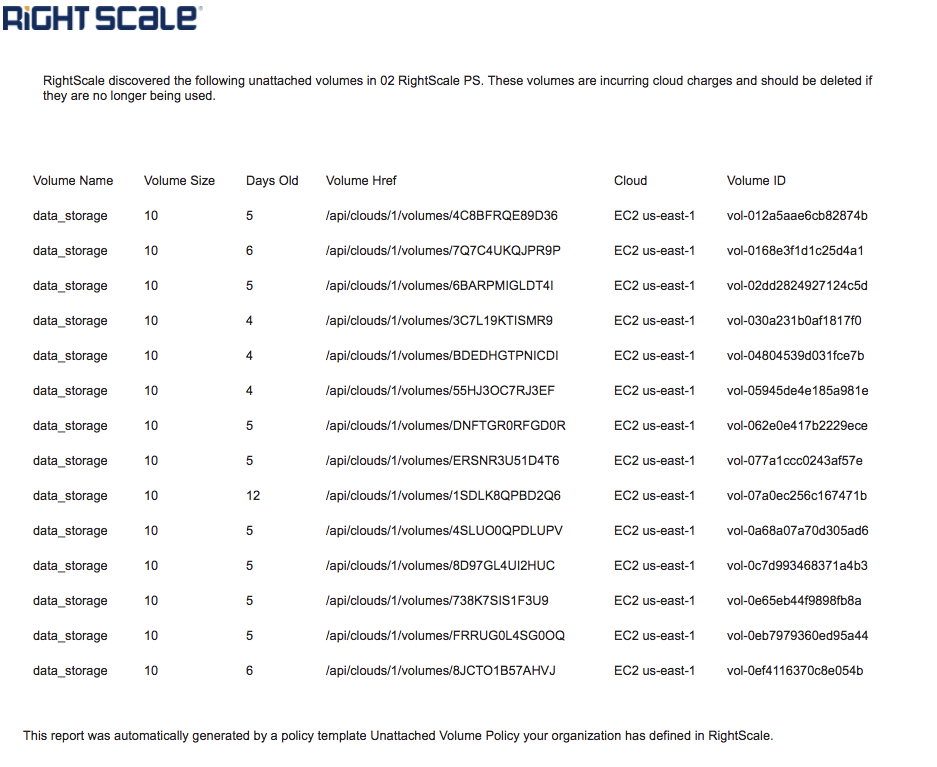 RiGHT SCaLe®
RightScale discovered the following unattached volumes in 02 RightScale PS. These volumes are incurring cloud charges and should be deleted if
they are no longer being used.
Volume Name Volume Size Days Old Volume Href Cloud Volume ID
data_storage 10 5 /api/clouds/1/volumes/4C8BFRQE89D36 EC2 us-east-1 vol-012a5aae6cb82874b
data_storage 10 6 /api/clouds/1/volumes/7Q7C4UKQJPR9P EC2 us-east-1 vol-0168e3f1d1c25d4a1
data_storage 10 5 /api/clouds/1/volumes/6BARPMIGLDT4I EC2 us-east-1 vol-02dd2824927124c5d
data_storage 10 4 /api/clouds/1/volumes/3C7L19KTISMR9 EC2 us-east-1 vol-030a231b0af1817f0
data_storage 10 4 /api/clouds/1/volumes/BDEDHGTPNICDI EC2 us-east-1 vol-04804539d031fce7b
data_storage 10 4 /api/clouds/1/volumes/55HJ3OC7RJ3EF EC2 us-east-1 vol-05945de4e185a981e
data_storage 10 5 /api/clouds/1/volumes/DNFTGR0RFGD0R EC2 us-east-1 vol-062e0e417b2229ece
data_storage 10 5 /api/clouds/1/volumes/ERSNR3U51D4T6 EC2 us-east-1 vol-077a1ccc0243af57e
data_storage 10 12 /api/clouds/1/volumes/1SDLK8QPBD2Q6 EC2 us-east-1 vol-07a0ec256c167471b
data_storage 10 5 /api/clouds/1/volumes/4SLUO0QPDLUPV EC2 us-east-1 vol-0a68a07a70d305ad6
data_storage 10 5 /api/clouds/1/volumes/8D97GL4UI2HUC EC2 us-east-1 vol-0c7d993468371a4b3
data_storage 10 5 /api/clouds/1/volumes/738K7SIS1F3U9 EC2 us-east-1 vol-0e65eb44f9898fb8a
data_storage 10 5 /api/clouds/1/volumes/FRRUG0L4SG0OQ EC2 us-east-1 vol-0eb7979360ed95a44
data_storage 10 6 /api/clouds/1/volumes/8JCTO1B57AHVJ EC2 us-east-1 vol-0ef4116370c8e054b
This report was automatically generated by a policy template Unattached Volume Policy your organization has defined in RightScale.